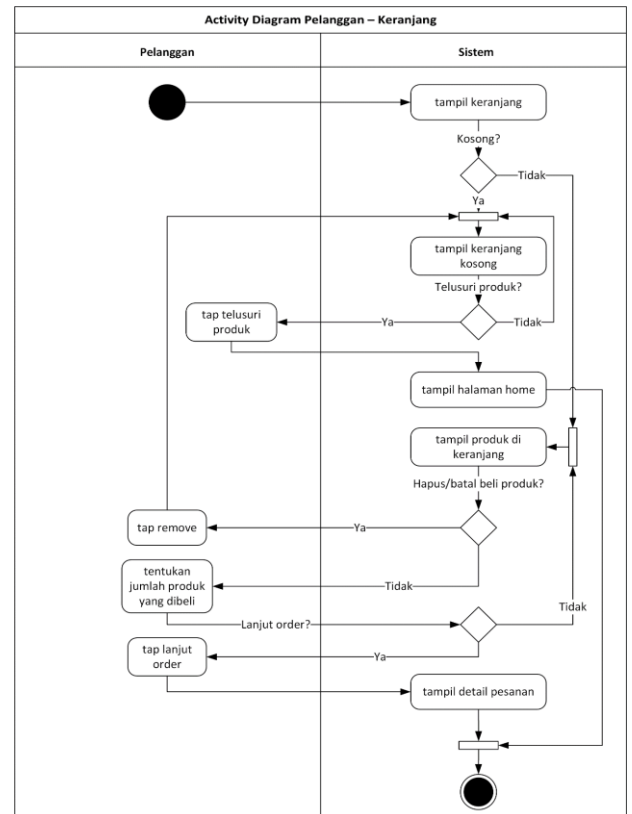 Activity Diagram Pelanggan – Keranjang
Pelanggan
Sistem
tampil keranjang
Kosong?
Tidak
Ya
tampil keranjang
kosong
Telusuri produk?
tap telusuri
produk
Ya
Tidak
tampil halaman home
tampil produk di
keranjang
Hapus/batal beli produk?
tap remove
Ya
tentukan
jumlah produk
yang dibeli
Tidak
Tidak
Lanjut order?
tap lanjut
order
Ya
tampil detail pesanan